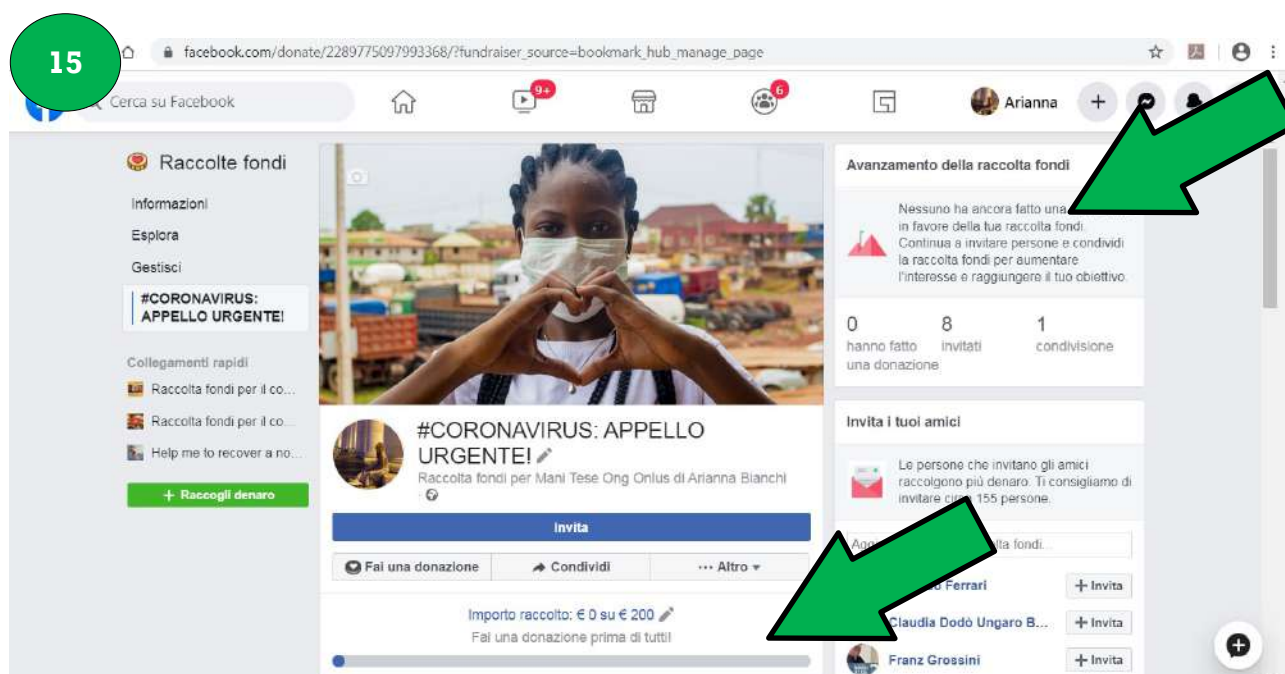 15
facebook.com/donate/2289775097993368/?fundraiser_source=bookmark_hub_manage_page
Cerca su Facebook
9+
6
Arianna
Raccolte fondi
Informazioni
Esplora
Gestisci
#CORONAVIRUS:
APPELLO URGENTE!
Collegamenti rapidi
Raccolta fondi per il co...
Raccolta fondi per il co...
Help me to recover a no...
+ Raccogli denaro
#CORONAVIRUS: APPELLO
URGENTE!
Raccolta fondi per Mani Tese Ong Onlus di Arianna Bianchi
Invita
Fai una donazione
Condividi
Altro
Importo raccolto: € 0 su € 200
Fai una donazione prima di tutti!
Avanzamento della raccolta fondi
Nessuno ha ancora fatto una
in favore della tua raccolta fondi.
Continua a invitare persone e condividi
la raccolta fondi per aumentare
l'interesse e raggiungere il tuo obiettivo.
0 8 1
hanno fatto invitati condivisione
una donazione
Invita i tuoi amici
Le persone che invitano gli amici
raccolgono più denaro. Ti consigliamo di
invitare circa 155 persone.
fondi...
Ferrari
+ Invita
Claudia Dodò Ungaro B...
+ Invita
Franz Grossini
+ Invita